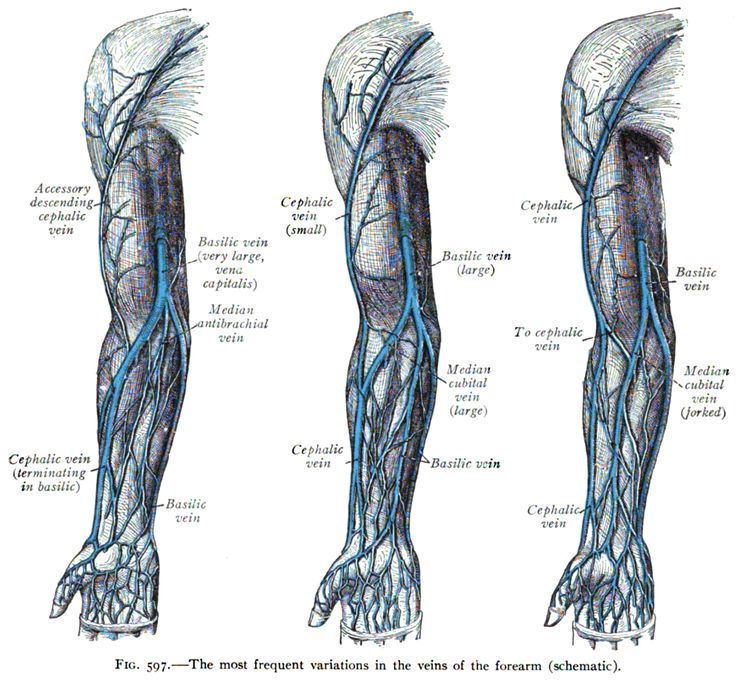 Accessory
descending
cephalic
vein
Basilic vein
(very large,
vena
capitalis)
Median
antibrachial
vein
Cephalic vein
(terminating
in basilic)
Basilic
vein
Cephalic
vein
(small)
Basilic vein
(large)
Median
cubital
vein
(large)
Cephalic
vein
Basilic vein
Cephalic
vein
Basilic
vein
To cephalic
vein
Median
cubital
vein
(forked)
Cephalic
vein
FIG. 597.—The most frequent variations in the veins of the forearm (schematic).